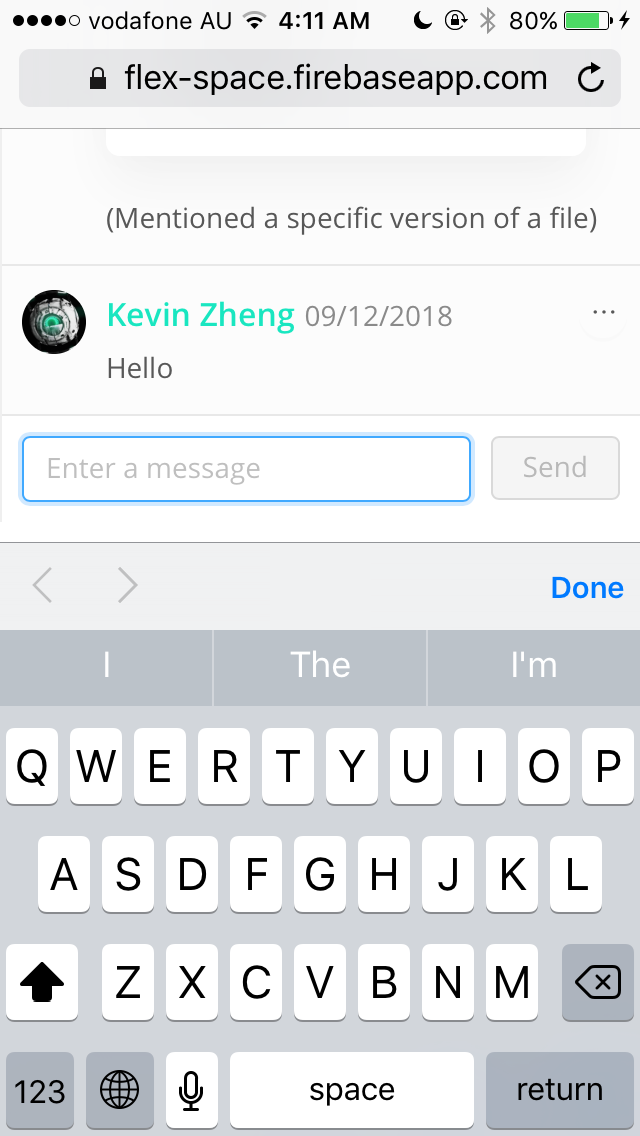 vodafone AU 4:11 AM 80%
flex-space.firebaseapp.com
(Mentioned a specific version of a file)
Kevin Zheng 09/12/2018 ...
Hello
Enter a message Send
Done
I The I'm
Q W E R T Y U I O P
A S D F G H J K L
Z X C V B N M
123 space return